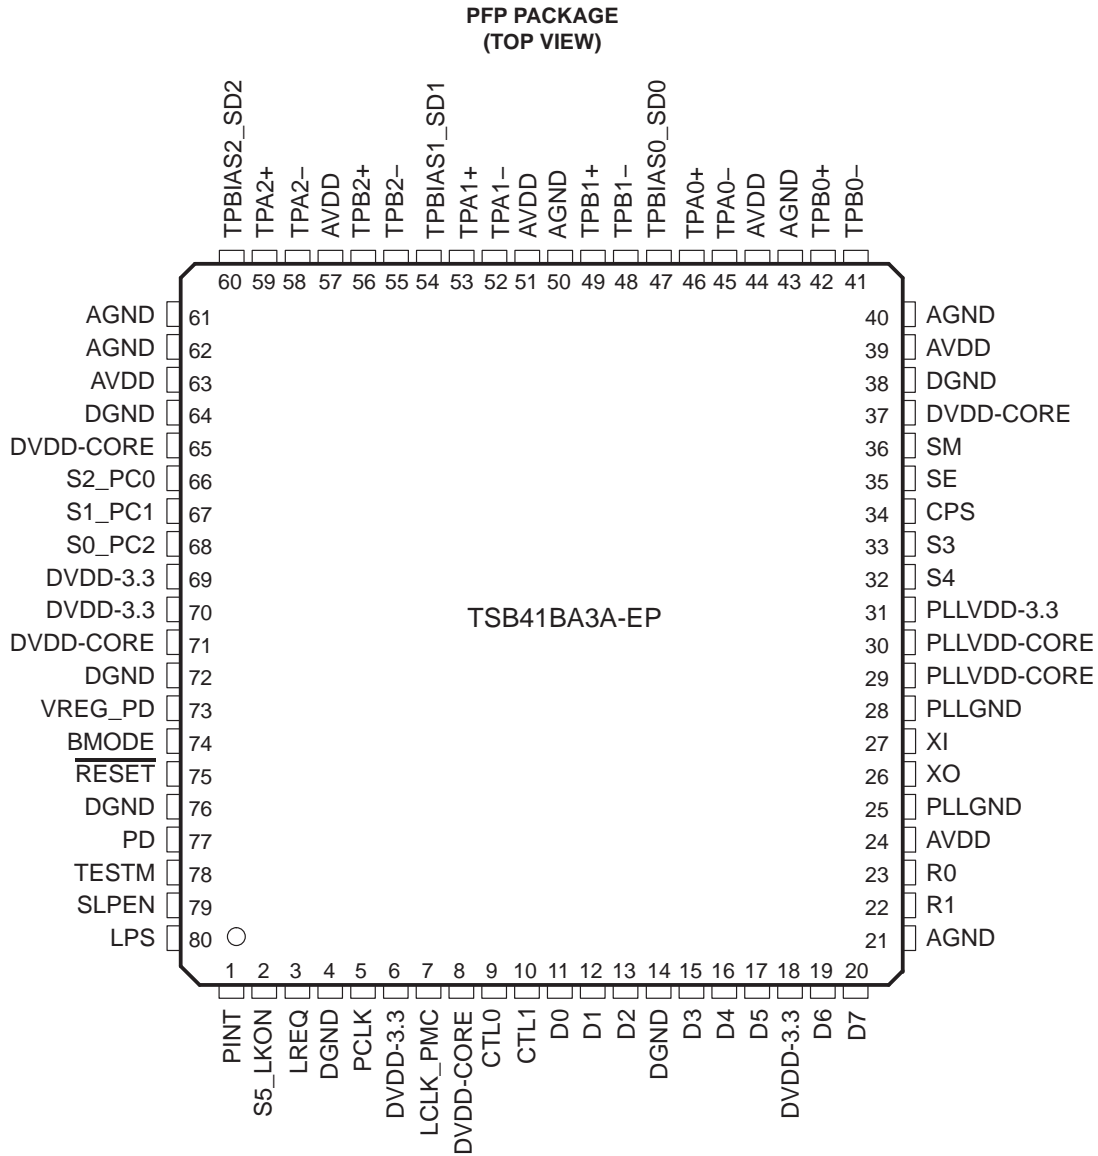 PFP PACKAGE
(TOP VIEW)
TPBIAS2_SD2
TPA2+
TPA2–
AVDD
TPB2+
TPB2–
TPBIAS1_SD1
TPA1+
TPA1–
AVDD
AGND
TPB1+
TPB1–
TPBIAS0_SD0
TPA0+
TPA0–
AVDD
AGND
TPB0+
TPB0–
60 59 58 57 56 55 54 53 52 51 50 49 48 47 46 45 44 43 42 41
AGND 61 40 AGND
AGND 62 39 AVDD
AVDD 63 38 DGND
DGND 64 37 DVDD-CORE
DVDD-CORE 65 36 SM
S2_PC0 66 35 SE
S1_PC1 67 34 CPS
S0_PC2 68 33 S3
DVDD-3.3 69 32 S4
DVDD-3.3 70 31 PLLVDD-3.3
TSB41BA3A-EP
DVDD-CORE 71 30 PLLVDD-CORE
DGND 72 29 PLLVDD-CORE
VREG_PD 73 28 PLLGND
BMODE 74 27 XI
RESET 75 26 XO
DGND 76 25 PLLGND
PD 77 24 AVDD
TESTM 78 23 R0
SLPEN 79 22 R1
LPS 80 21 AGND
1 2 3 4 5 6 7 8 9 10 11 12 13 14 15 16 17 18 19 20
PINT
S5_LKON
LREQ
DGND
PCLK
DVDD-3.3
LCLK_PMC
DVDD-CORE
CTL0
CTL1
D0
D1
D2
DGND
D3
D4
D5
DVDD-3.3
D6
D7